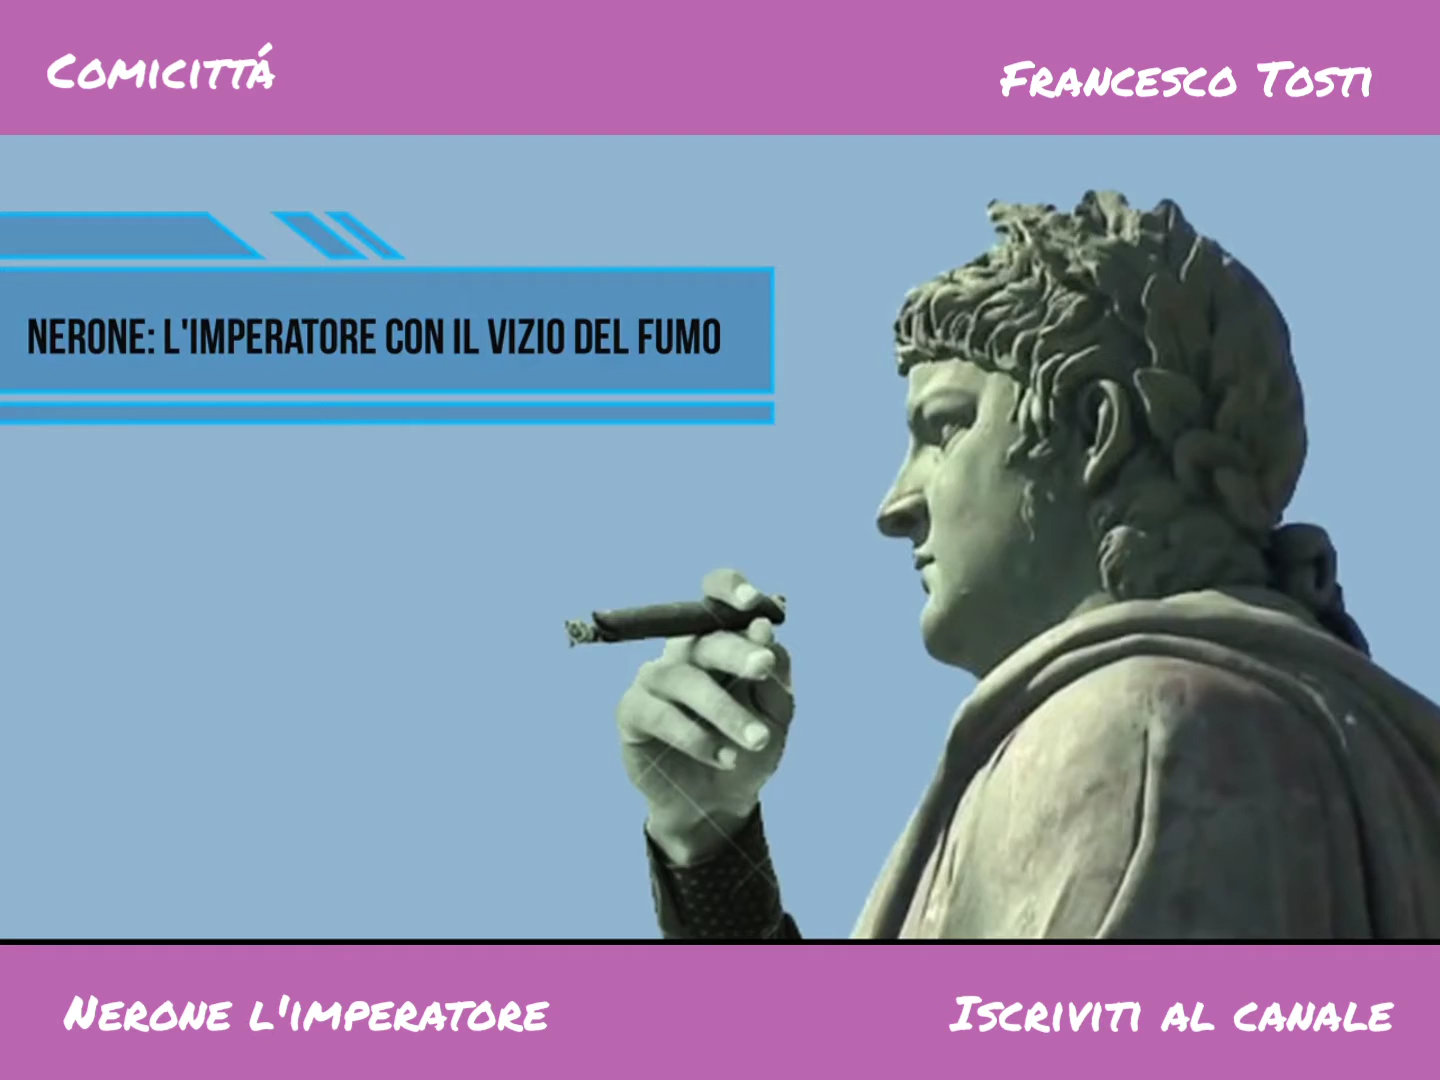 Comicittá
Francesco Tosti
NERONE: L'IMPERATORE CON IL VIZIO DEL FUMO
Nerone l'imperatore
Iscriviti al canale